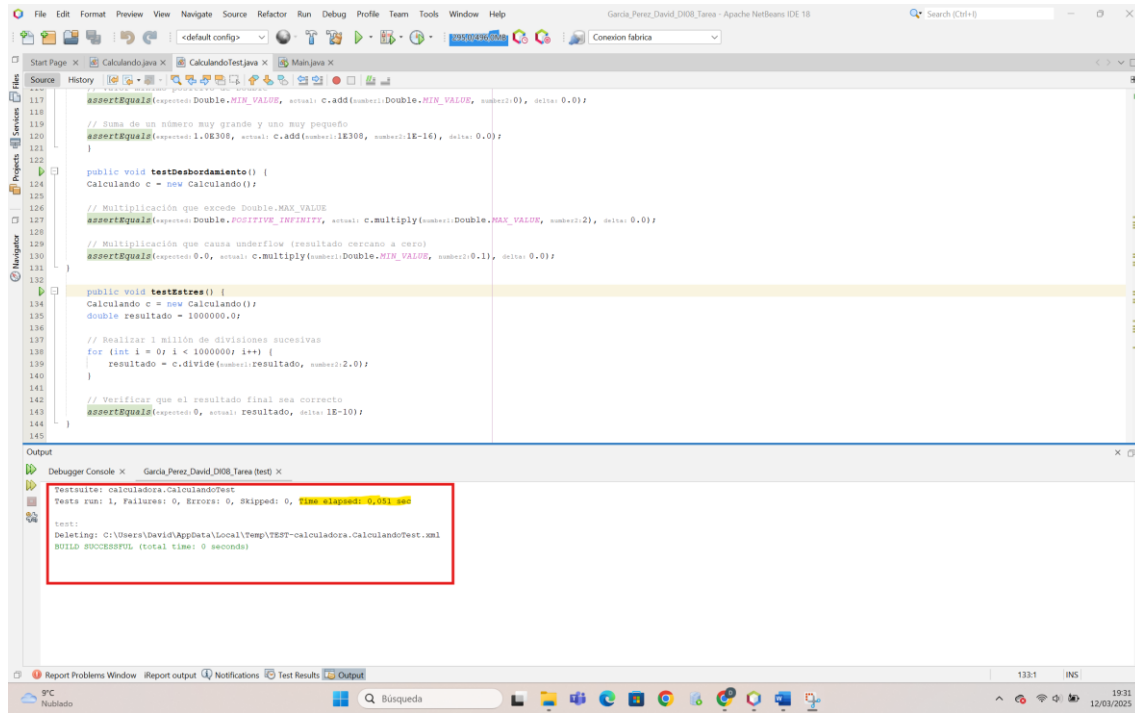 File Edit Format Preview View Navigate Source Refactor Run Debug Profile Team Tools Window Help
Garcia_Perez_David_DI08_Tarea - Apache NetBeans IDE 18
Search (Ctrl+I)
<default config>
Conexion fabrica
Start Page
Calculando.java
CalculandoTest.java
Main.java
Source History
Files
Services
Projects
Navigator
117 assertEquals(expected:Double.MIN_VALUE, actual: c.add(number1:Double.MIN_VALUE, number2:0), delta: 0.0);
118
119 // Suma de un número muy grande y uno muy pequeño
120 assertEquals(expected:1.0E308, actual: c.add(number1:1E308, number2:1E-16), delta: 0.0);
121 }
122
public void testDesbordamiento() {
124 Calculando c = new Calculando();
125
126 // Multiplicación que excede Double.MAX_VALUE
127 assertEquals(expected:Double.POSITIVE_INFINITY, actual: c.multiply(number1:Double.MAX_VALUE, number2:2), delta: 0.0);
128
129 // Multiplicación que causa underflow (resultado cercano a cero)
130 assertEquals(expected:0.0, actual: c.multiply(number1:Double.MIN_VALUE, number2:0.1), delta: 0.0);
131 }
132
public void testEstres() {
134 Calculando c = new Calculando();
135 double resultado = 1000000.0;
136
137 // Realizar 1 millón de divisiones sucesivas
138 for (int i = 0; i < 1000000; i++) {
139 resultado = c.divide(number1:resultado, number2:2.0);
140 }
141
142 // Verificar que el resultado final sea correcto
143 assertEquals(expected:0, actual: resultado, delta: 1E-10);
144 }
145
Output
Debugger Console
Garcia_Perez_David_DI08_Tarea (test)
Testsuite: calculadora.CalculandoTest
Tests run: 1, Failures: 0, Errors: 0, Skipped: 0, Time elapsed: 0,051 sec
test:
Deleting: C:\Users\David\AppData\Local\Temp\TEST-calculadora.CalculandoTest.xml
BUILD SUCCESSFUL (total time: 0 seconds)
Report Problems Window iReport output Notifications Test Results Output
133:1 INS
9°C
Nublado
Búsqueda
19:31
12/03/2025